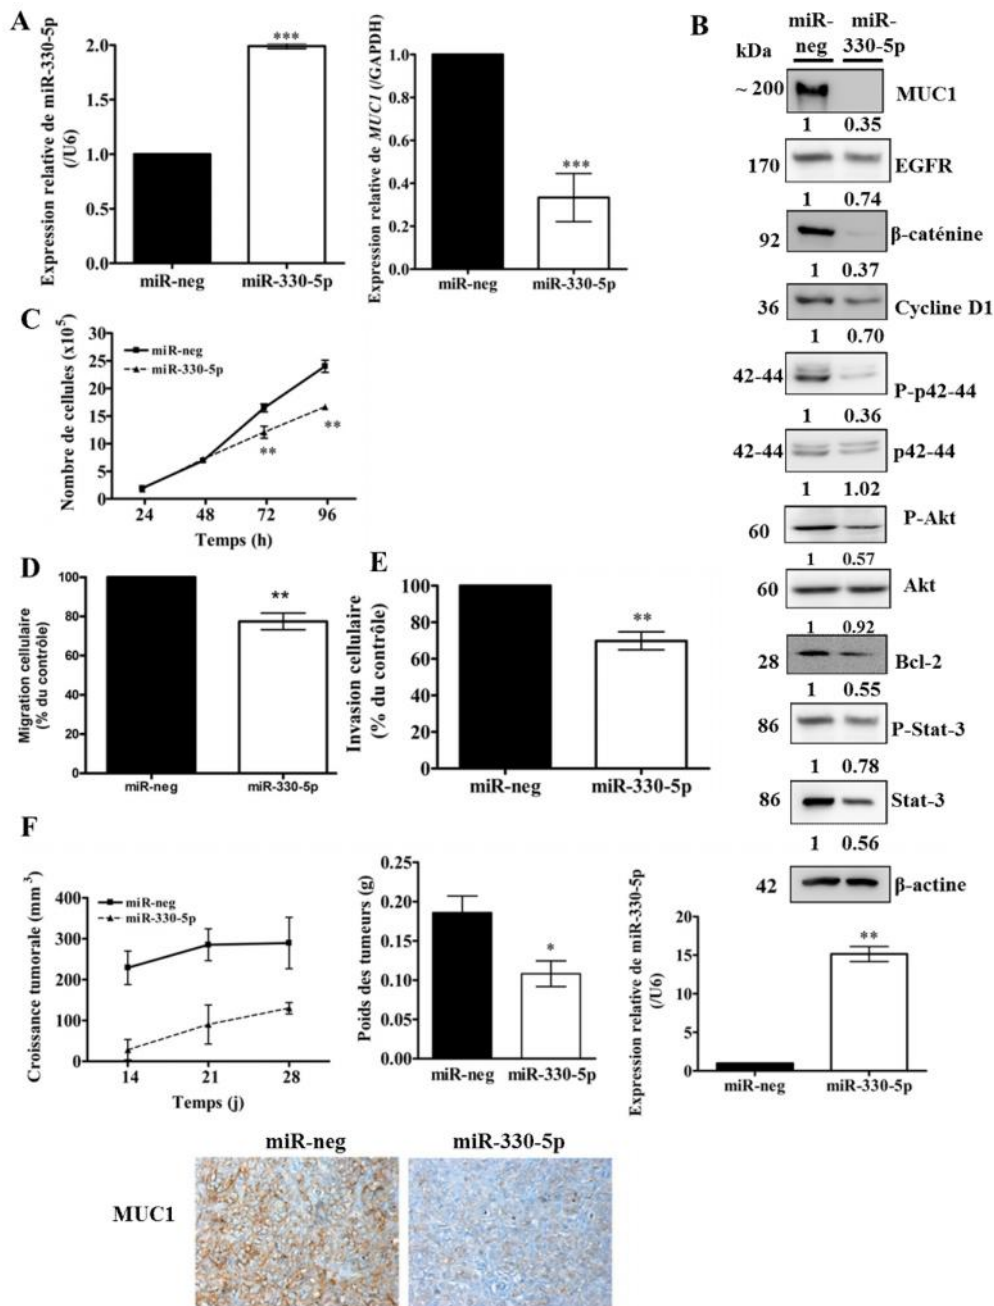 A
Expression relative de miR-330-5p
(/U6)
2.0
1.5
1.0
0.5
0.0
***
miR-neg
miR-330-5p
Expression relative de MUC1 (/GAPDH)
1.0
0.8
0.6
0.4
0.2
0.0
***
miR-neg
miR-330-5p
B
kDa
miR-
neg
miR-
330-5p
~ 200
MUC1
1 0.35
170
EGFR
1 0.74
92
β-caténine
1 0.37
36
Cycline D1
1 0.70
42-44
P-p42-44
1 0.36
42-44
p42-44
1 1.02
60
P-Akt
1 0.57
60
Akt
1 0.92
28
Bcl-2
1 0.55
86
P-Stat-3
1 0.78
86
Stat-3
1 0.56
42
β-actine
C
Nombre de cellules (x10⁵)
30
25
20
15
10
5
0
miR-neg
miR-330-5p
**
**
24 48 72 96
Temps (h)
D
Migration cellulaire
(% du contrôle)
100
80
60
40
20
0
**
miR-neg
miR-330-5p
E
Invasion cellulaire
(% du contrôle)
100
80
60
40
20
0
**
miR-neg
miR-330-5p
F
Croissance tumorale (mm³)
400
300
200
100
0
miR-neg
miR-330-5p
14 21 28
Temps (j)
Poids des tumeurs (g)
0.25
0.20
0.15
0.10
0.05
0.00
*
miR-neg
miR-330-5p
Expression relative de miR-330-5p
(/U6)
20
15
10
5
0
**
miR-neg
miR-330-5p
miR-neg
miR-330-5p
MUC1